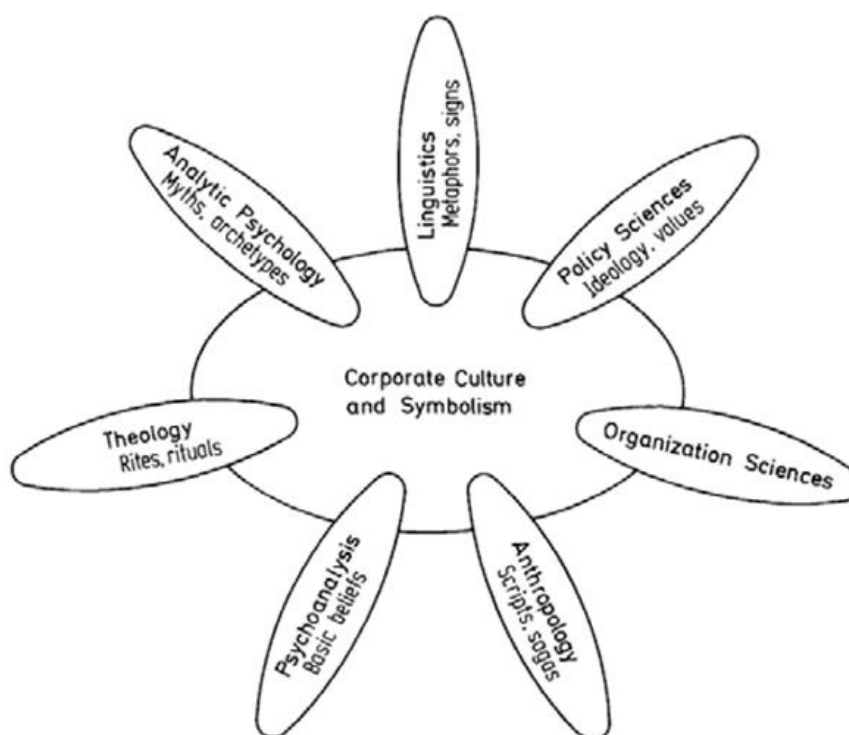 Linguistics
Metaphors, signs
Analytic Psychology
Myths, archetypes
Policy Sciences
Ideology, values
Corporate Culture
and Symbolism
Theology
Rites, rituals
Organization Sciences
Psychoanalysis
Basic beliefs
Anthropology
Scripts, sagas